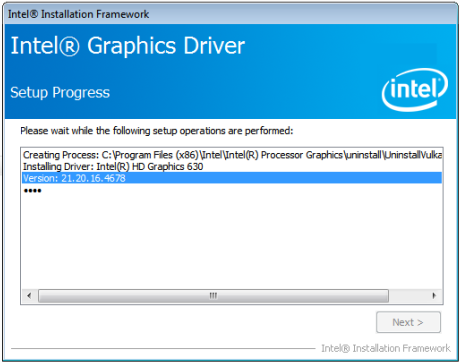 Intel® Installation Framework
Intel® Graphics Driver
Setup Progress
intel
Please wait while the following setup operations are performed:
Creating Process: C:\Program Files (x86)\Intel\Intel(R) Processor Graphics\uninstall\UninstallVulka
Installing Driver: Intel(R) HD Graphics 630
Version: 21.20.16.4678
••••
Next >
Intel® Installation Framework